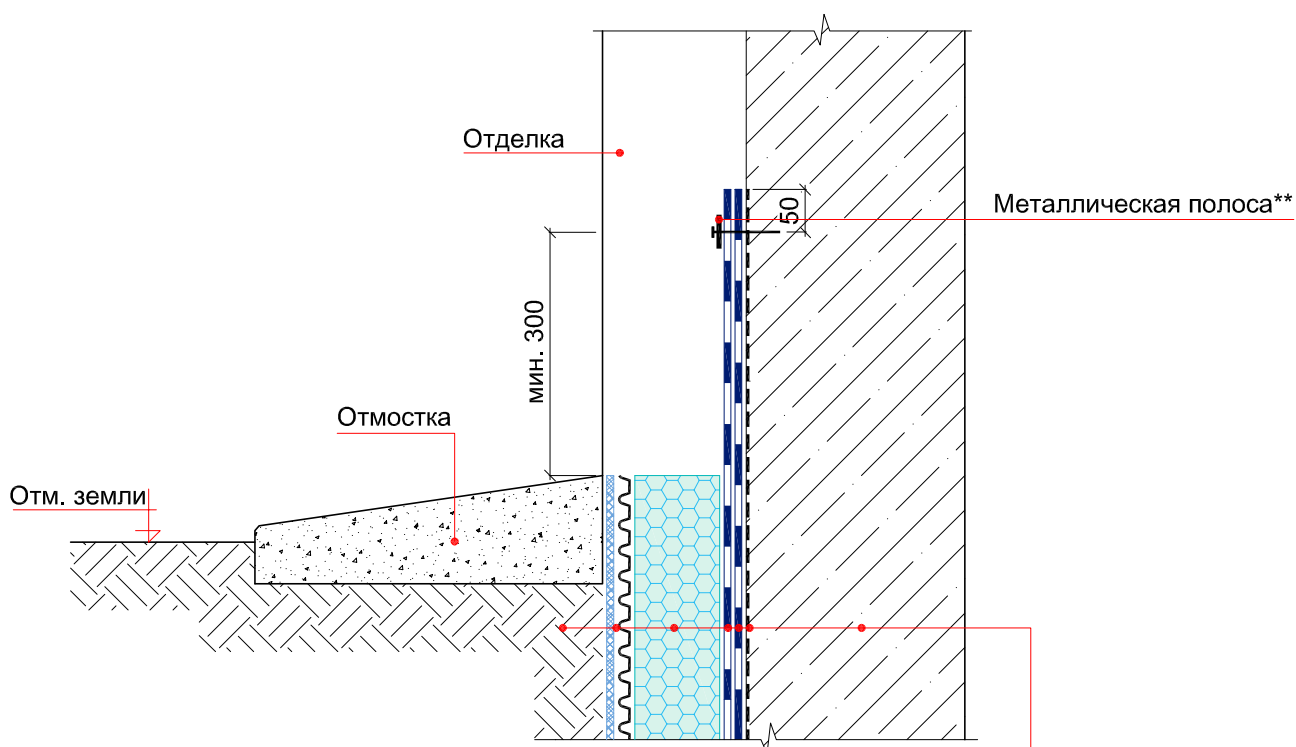 Отделка
50
Металлическая полоса**
мин. 300
Отмостка
Отм. земли